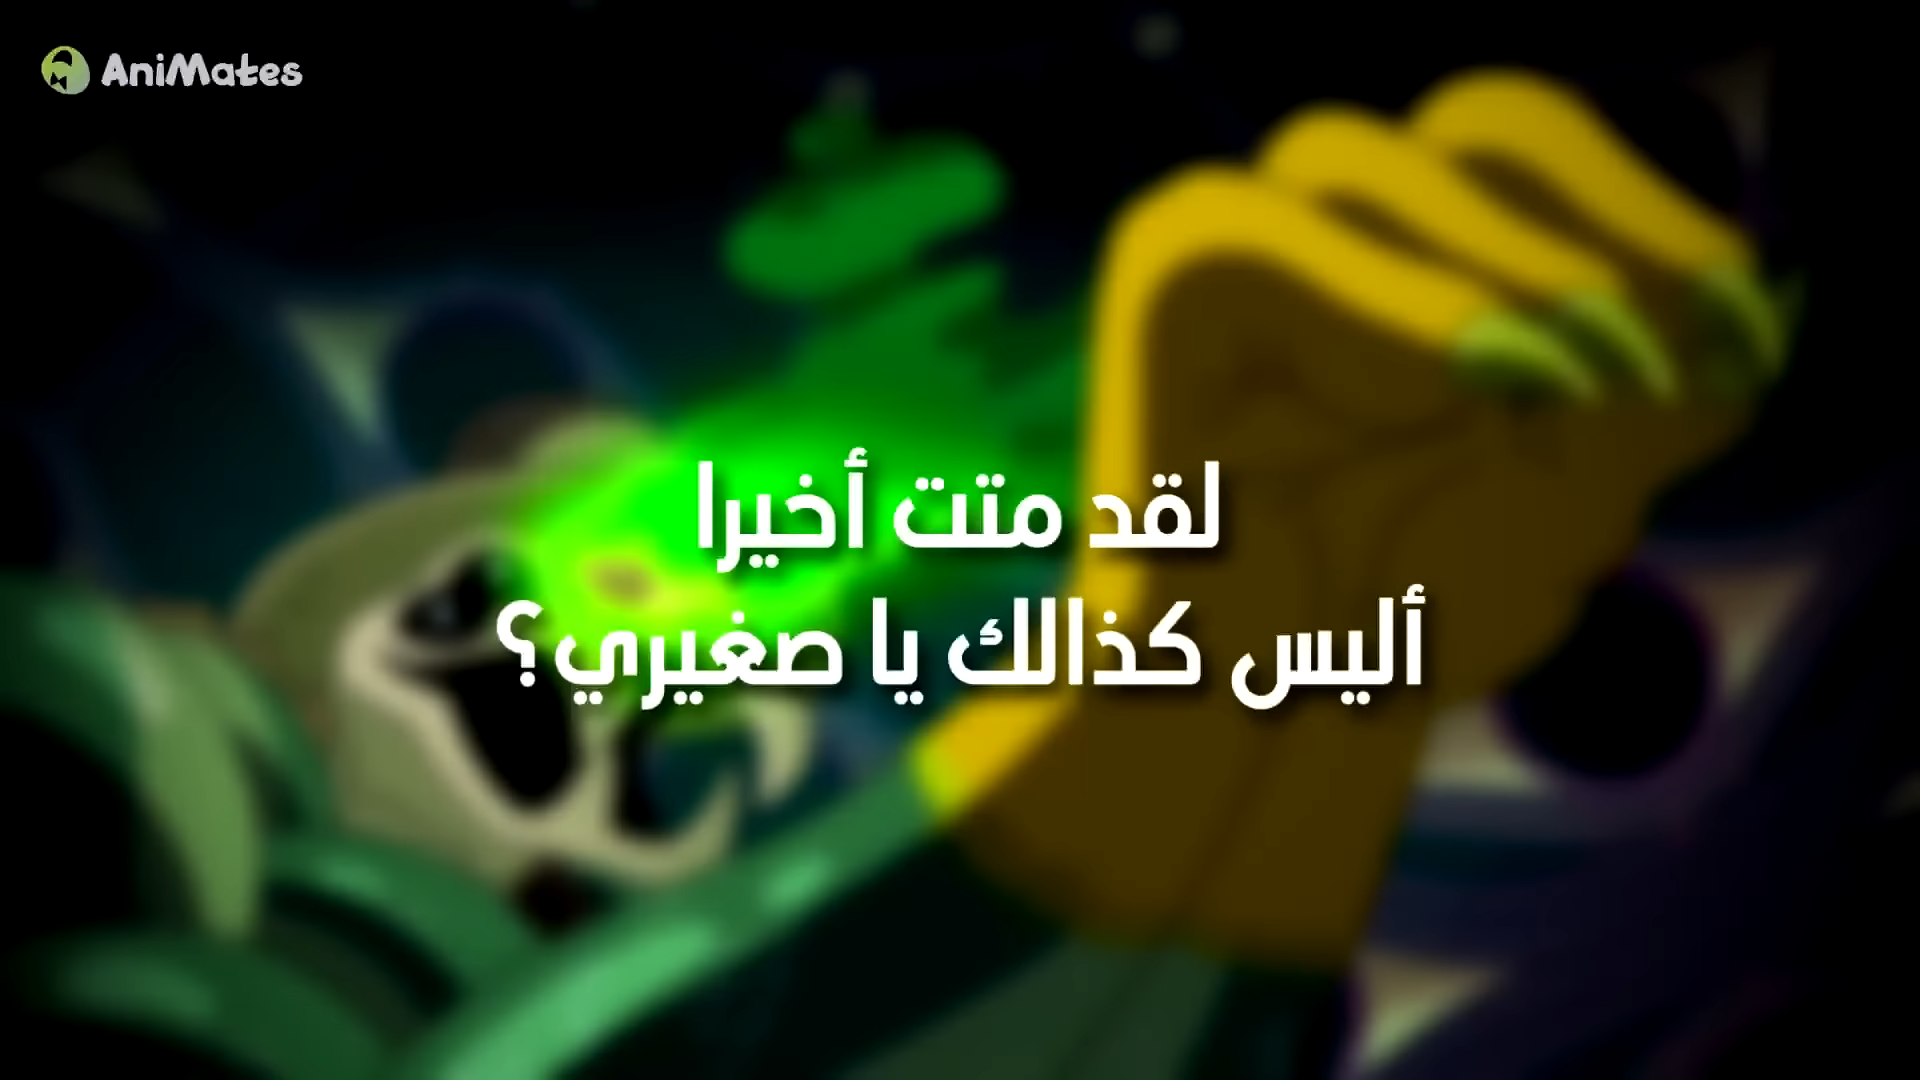 AniMates
لقد متت أخيرا
أليس كذالك يا صغيري؟